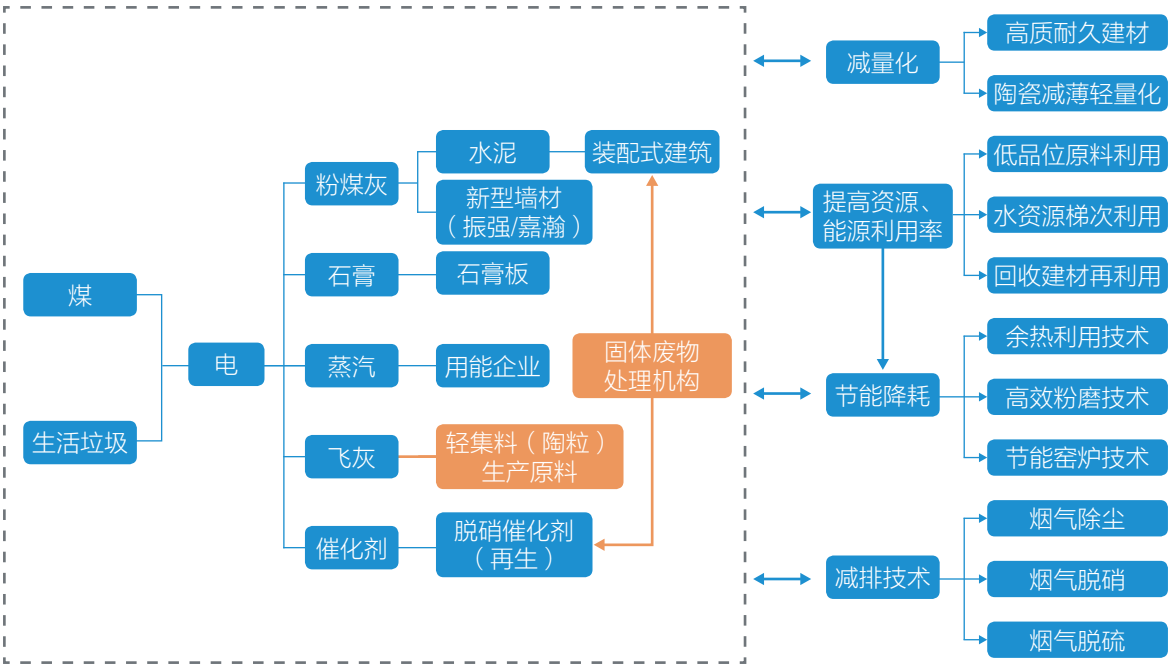 煤
生活垃圾
电
粉煤灰
水泥
装配式建筑
新型墙材
（振强/嘉瀚）
石膏
石膏板
蒸汽
用能企业
固体废物
处理机构
飞灰
轻集料（陶粒）
生产原料
催化剂
脱硝催化剂
（再生）
减量化
高质耐久建材
陶瓷减薄轻量化
提高资源、
能源利用率
低品位原料利用
水资源梯次利用
回收建材再利用
节能降耗
余热利用技术
高效粉磨技术
节能窑炉技术
减排技术
烟气除尘
烟气脱硝
烟气脱硫